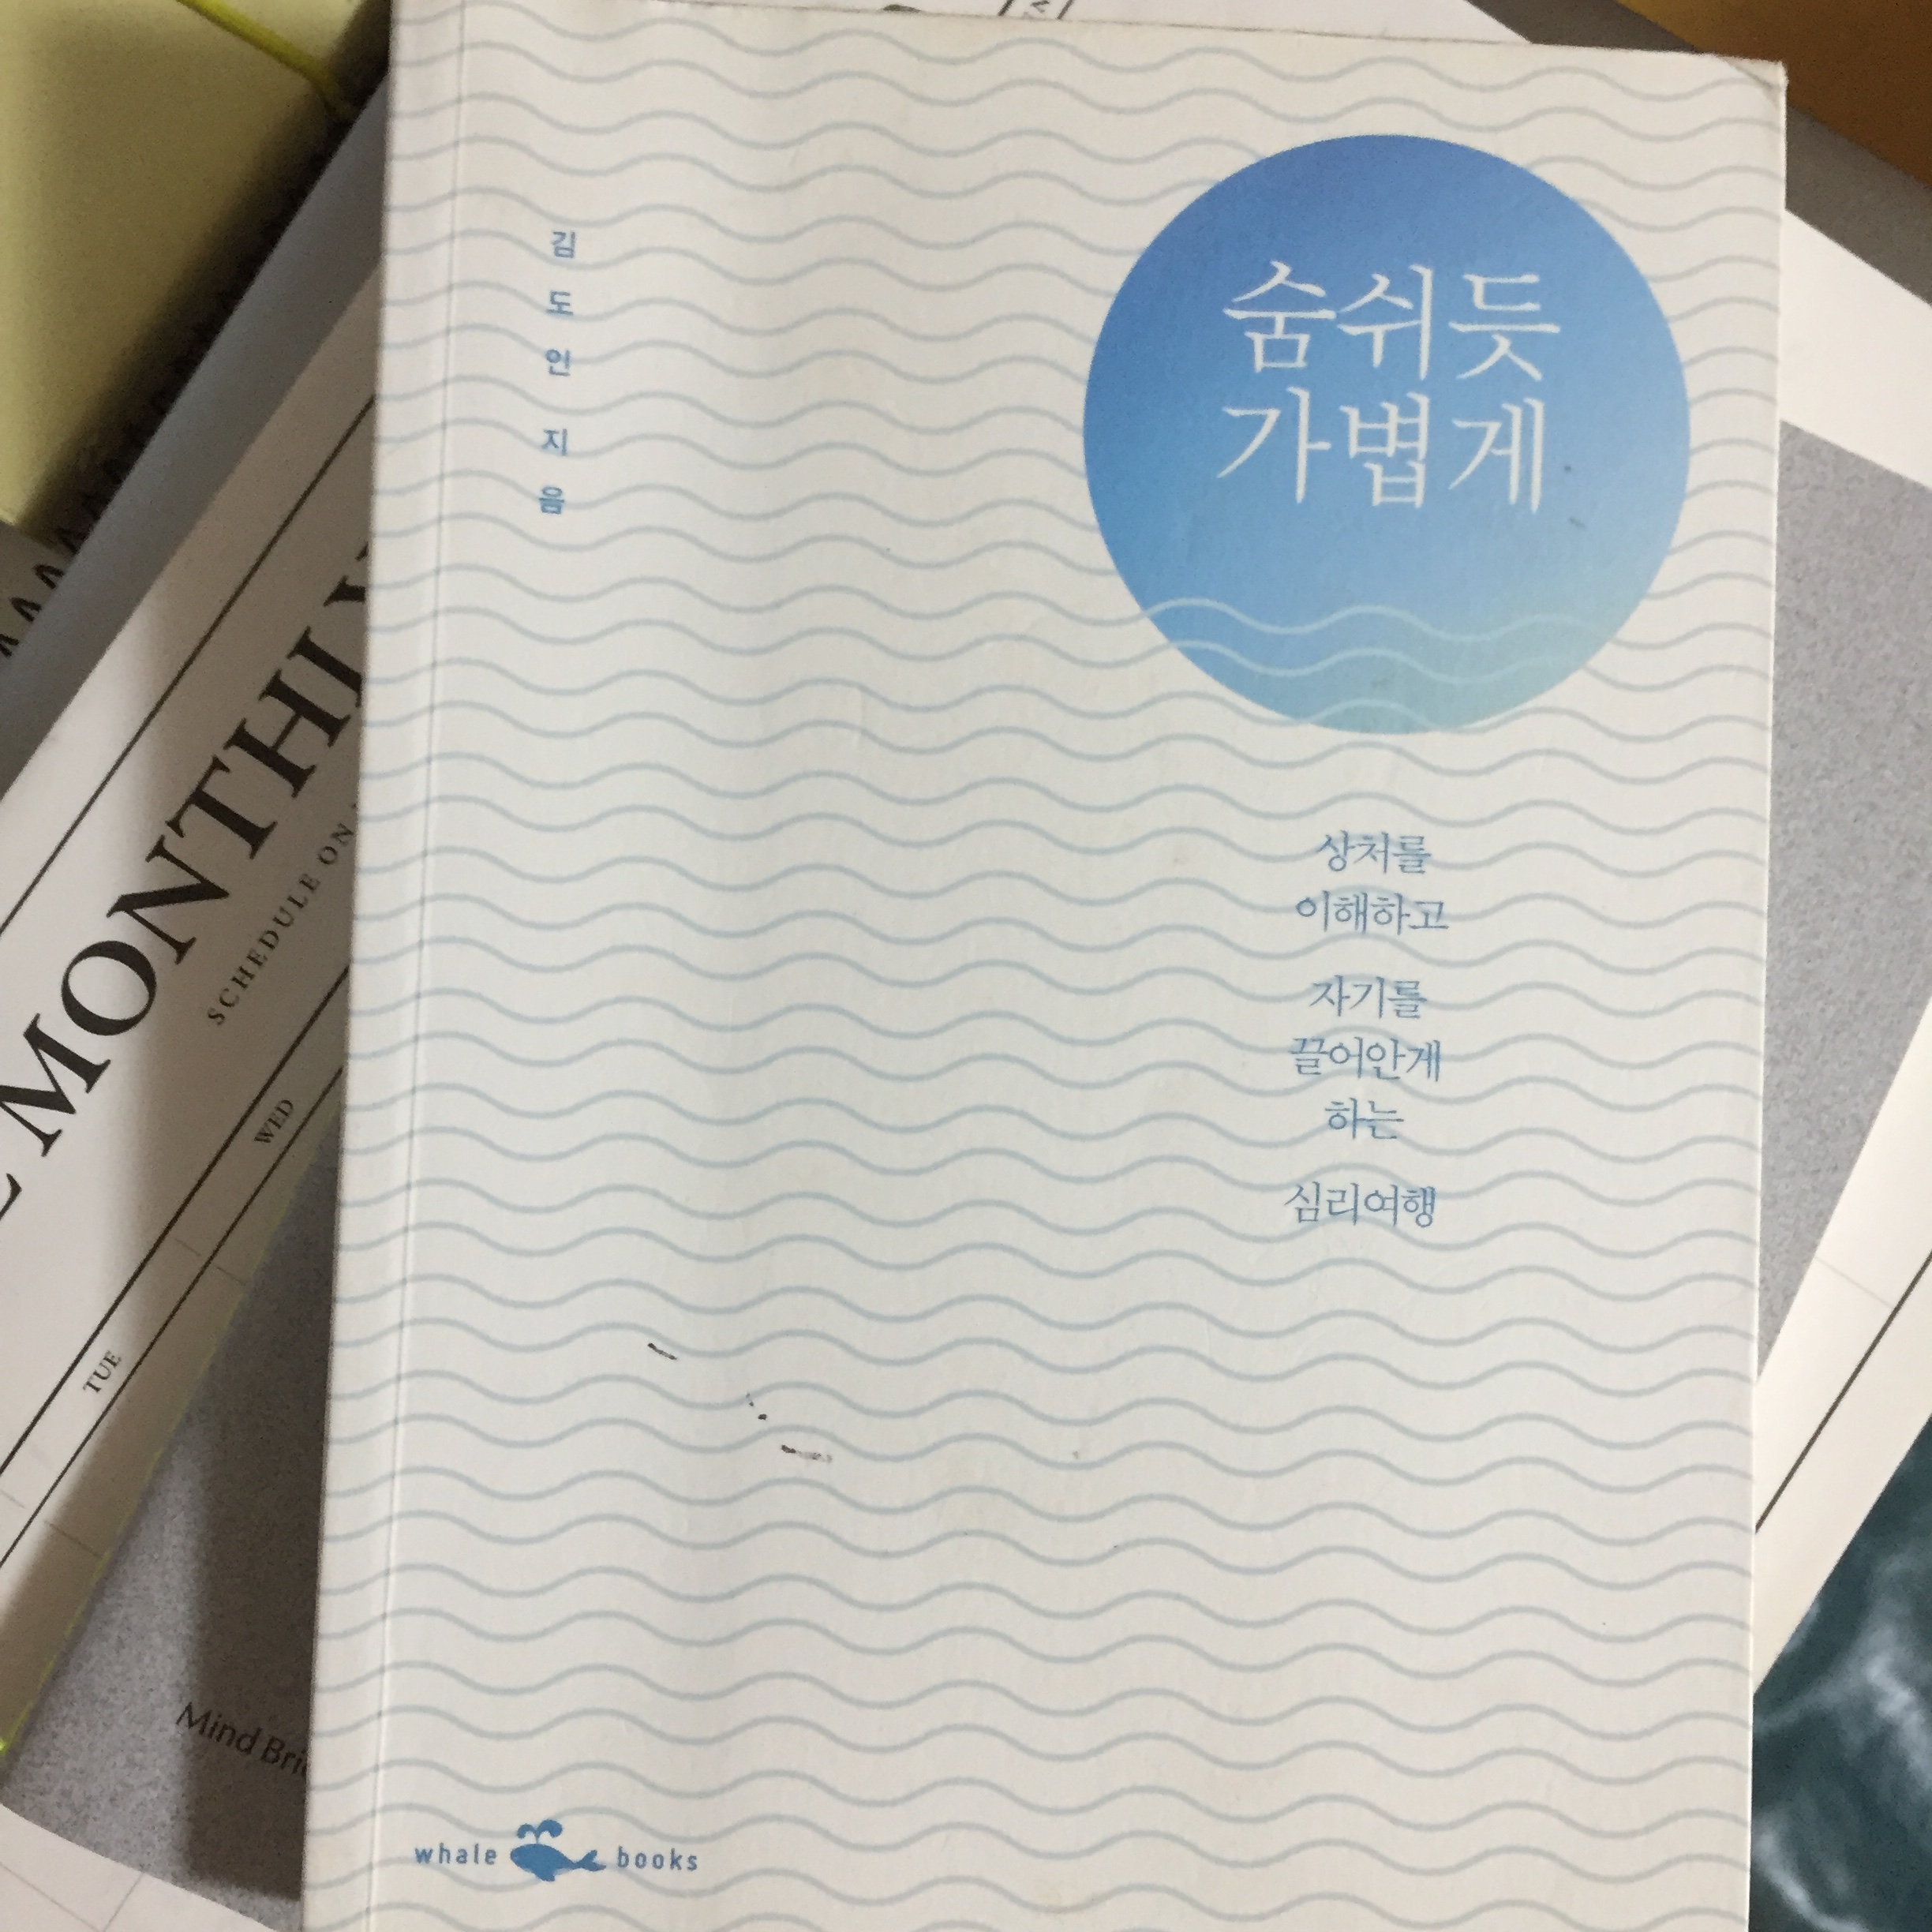 김도인 지음
숨쉬듯
가볍게
상처를
이해하고
자기를
끌어안게
하는
심리여행
whale books
MONTHLY
SCHEDULE ON
WED
TUE
Mind